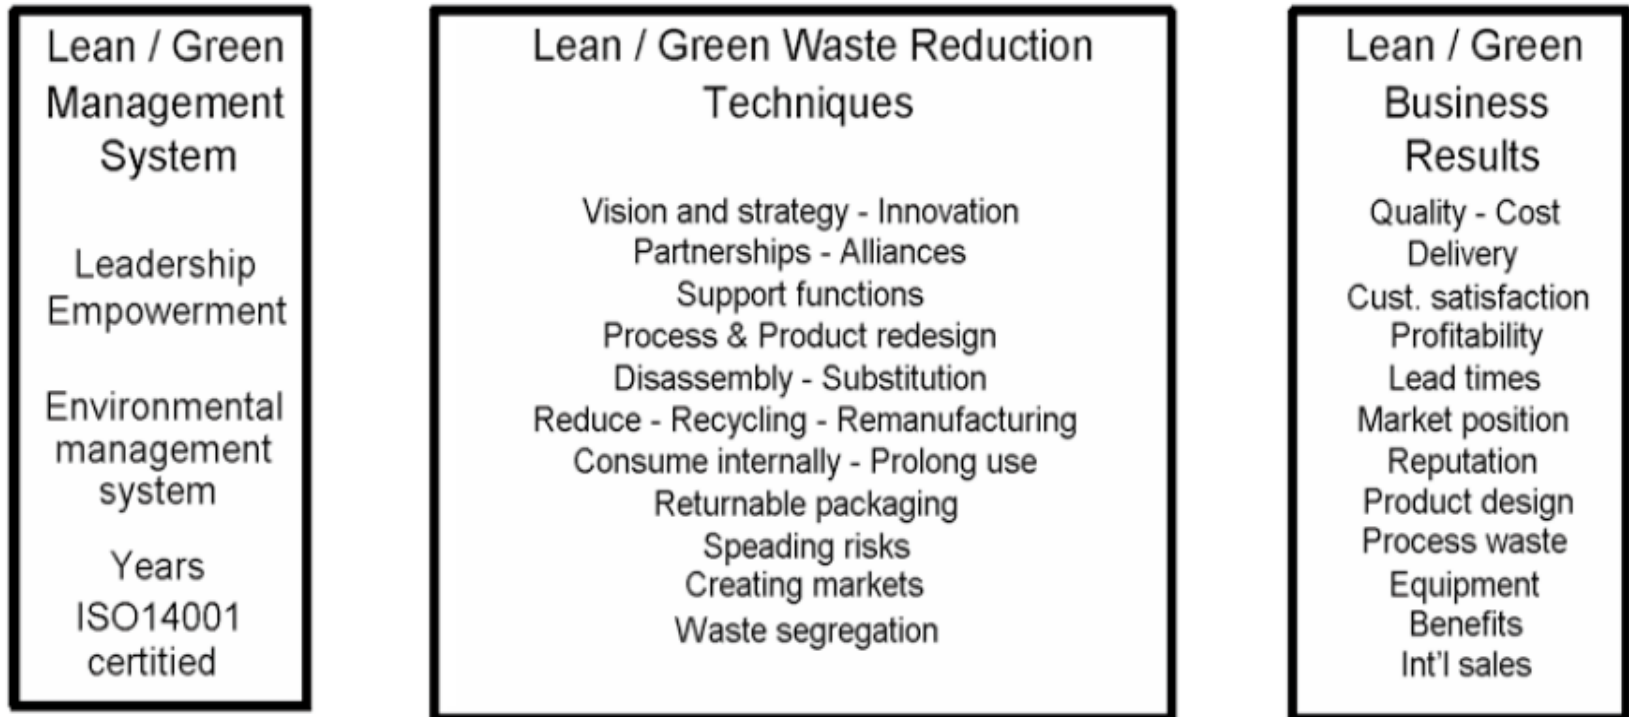 Lean / Green
Management
System
Leadership
Empowerment
Environmental
management
system
Years
ISO14001
certitied
Lean / Green Waste Reduction
Techniques
Vision and strategy - Innovation
Partnerships - Alliances
Support functions
Process & Product redesign
Disassembly - Substitution
Reduce - Recycling - Remanufacturing
Consume internally - Prolong use
Returnable packaging
Speading risks
Creating markets
Waste segregation
Lean / Green
Business
Results
Quality - Cost
Delivery
Cust. satisfaction
Profitability
Lead times
Market position
Reputation
Product design
Process waste
Equipment
Benefits
Int'l sales